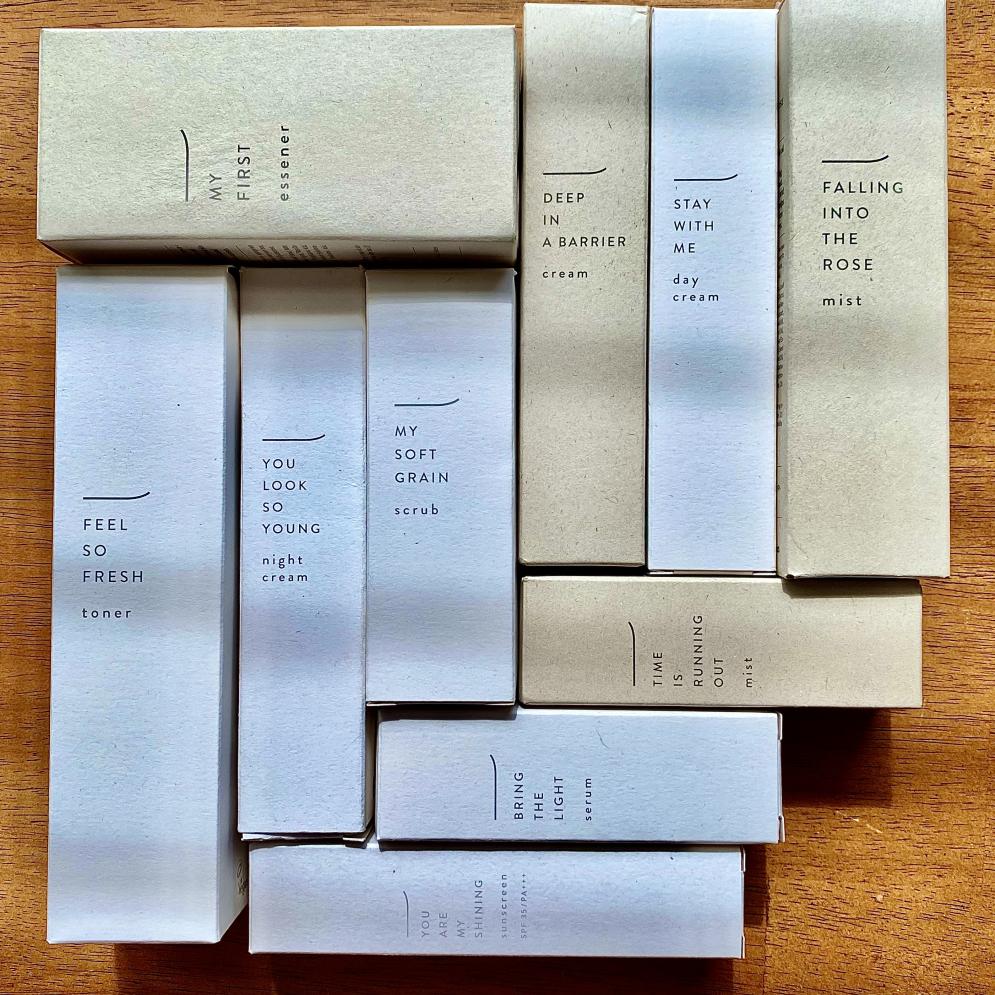 MY
FIRST
essener
DEEP
IN
A BARRIER
cream
STAY
WITH
ME
day
cream
FALLING
INTO
THE
ROSE
mist
FEEL
SO
FRESH
toner
YOU
LOOK
SO
YOUNG
night
cream
MY
SOFT
GRAIN
scrub
TIME
IS
RUNNING
OUT
mist
BRING
THE
LIGHT
serum
YOU
ARE
MY
SHINING
sunscreen
SPF 35/PA+++